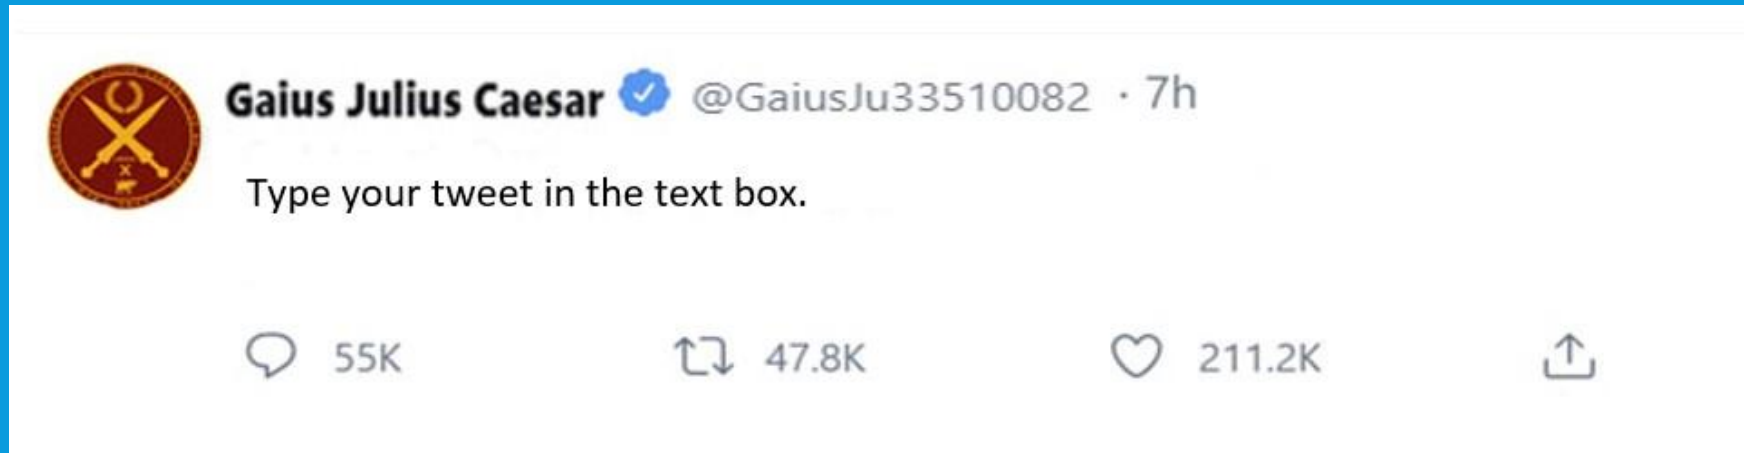 Gaius Julius Caesar @GaiusJu33510082 · 7h
Type your tweet in the text box.
55K 47.8K 211.2K